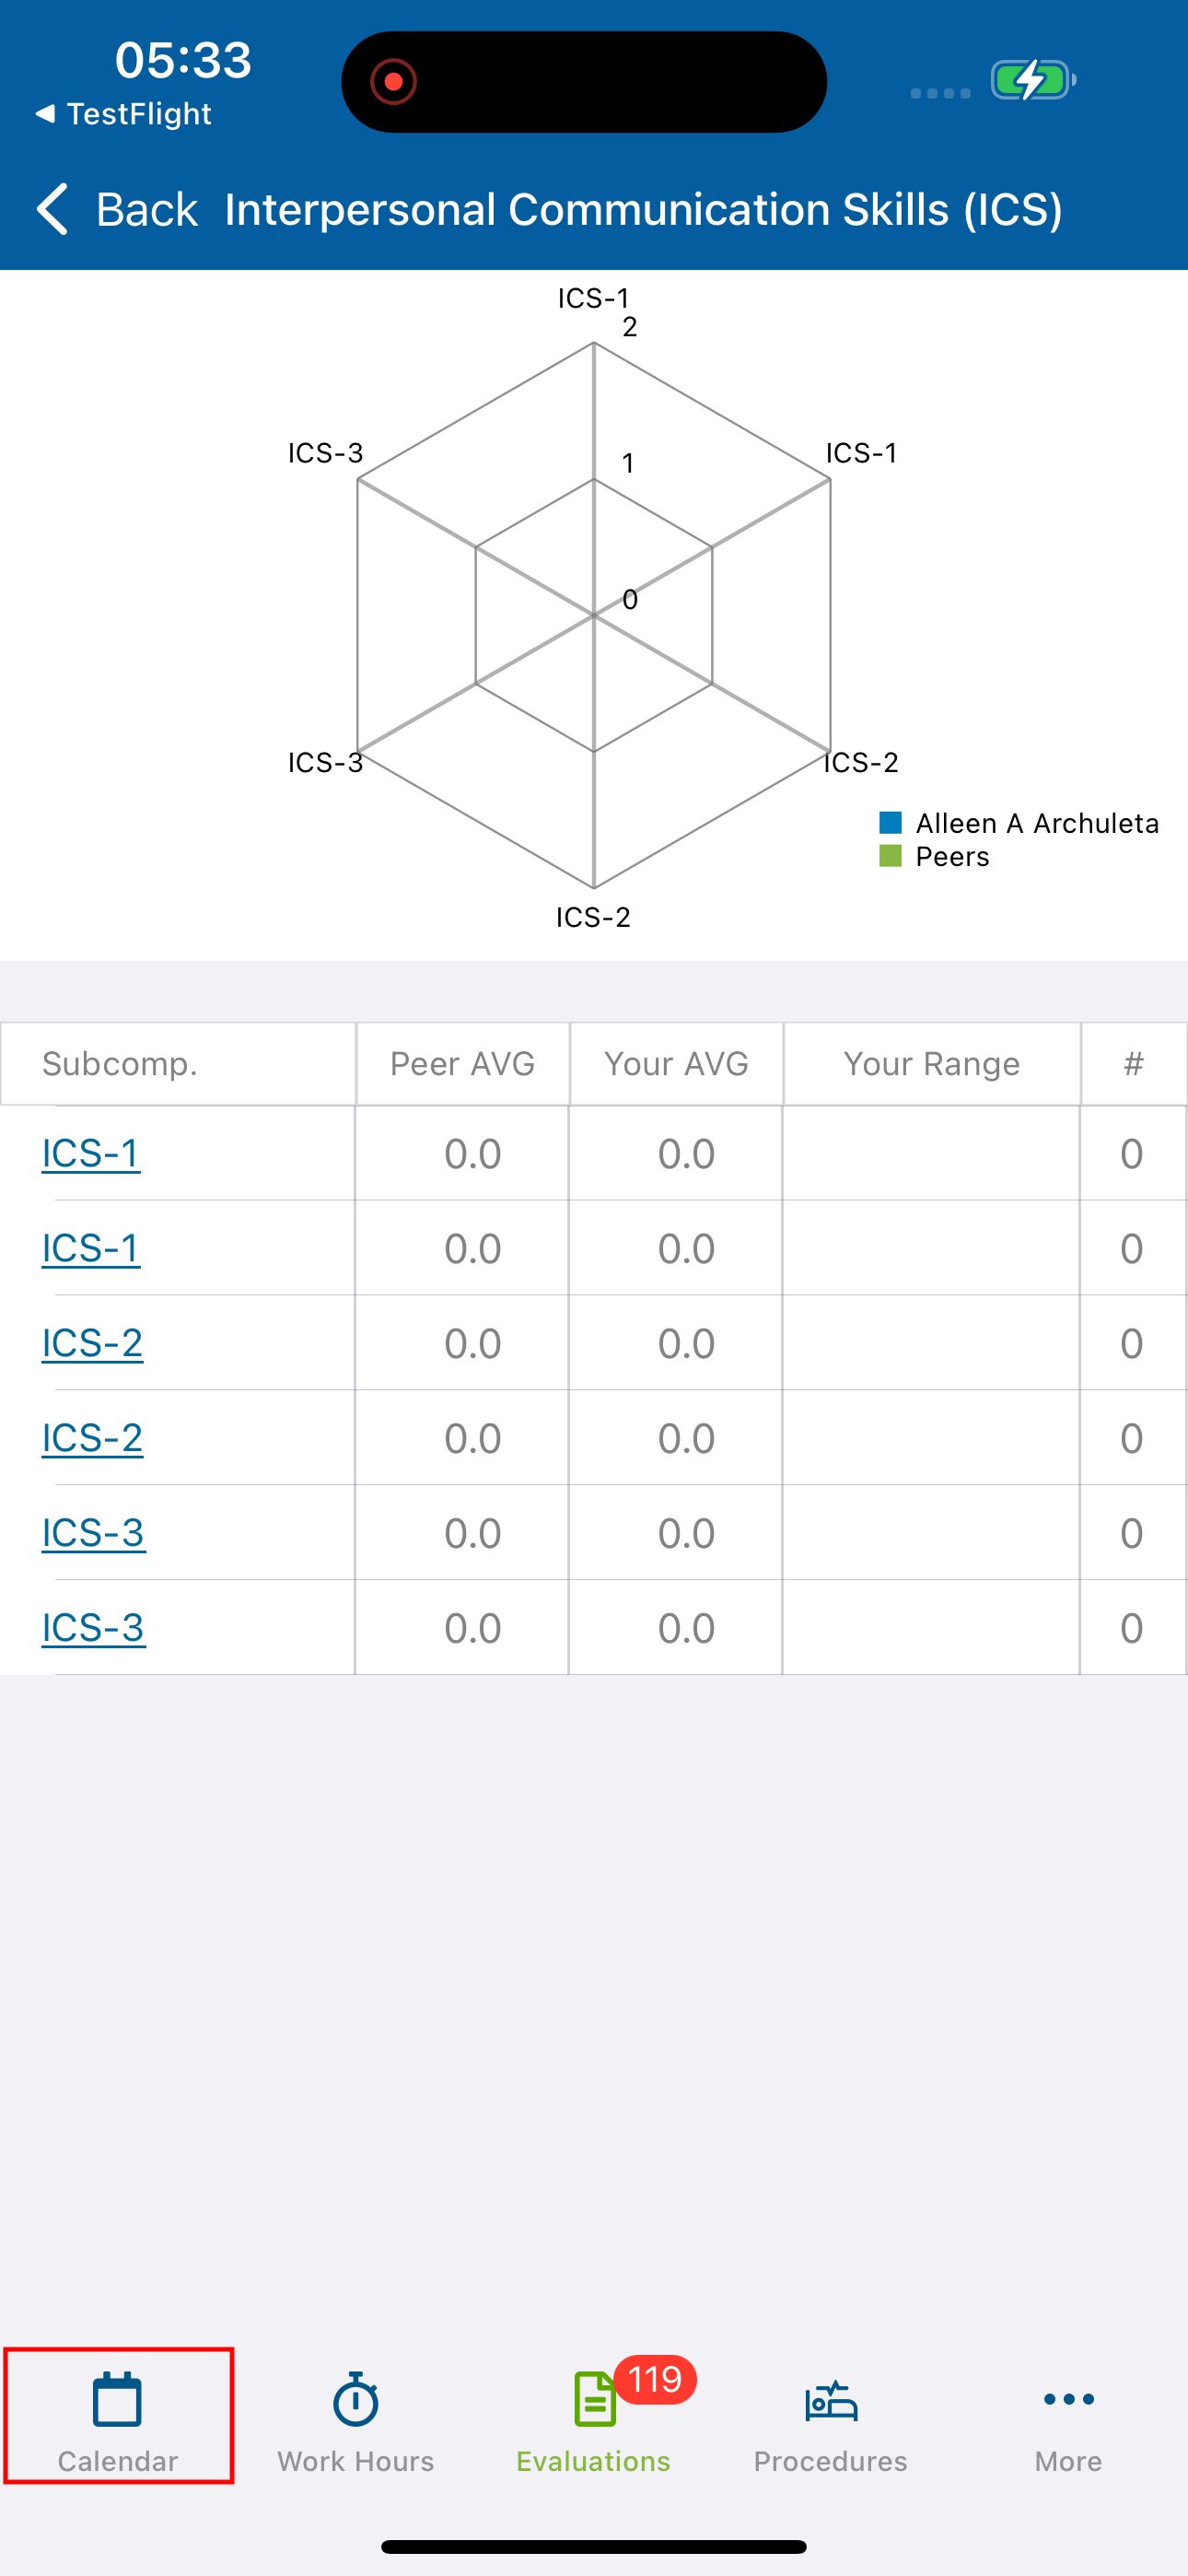 05:33
◀ TestFlight
Back Interpersonal Communication Skills (ICS)
ICS-1
2
ICS-3
1
ICS-1
0
ICS-3
ICS-2
Alleen A Archuleta
Peers
ICS-2
Subcomp. Peer AVG Your AVG Your Range #
ICS-1 0.0 0.0 0
ICS-1 0.0 0.0 0
ICS-2 0.0 0.0 0
ICS-2 0.0 0.0 0
ICS-3 0.0 0.0 0
ICS-3 0.0 0.0 0
119
Calendar Work Hours Evaluations Procedures More